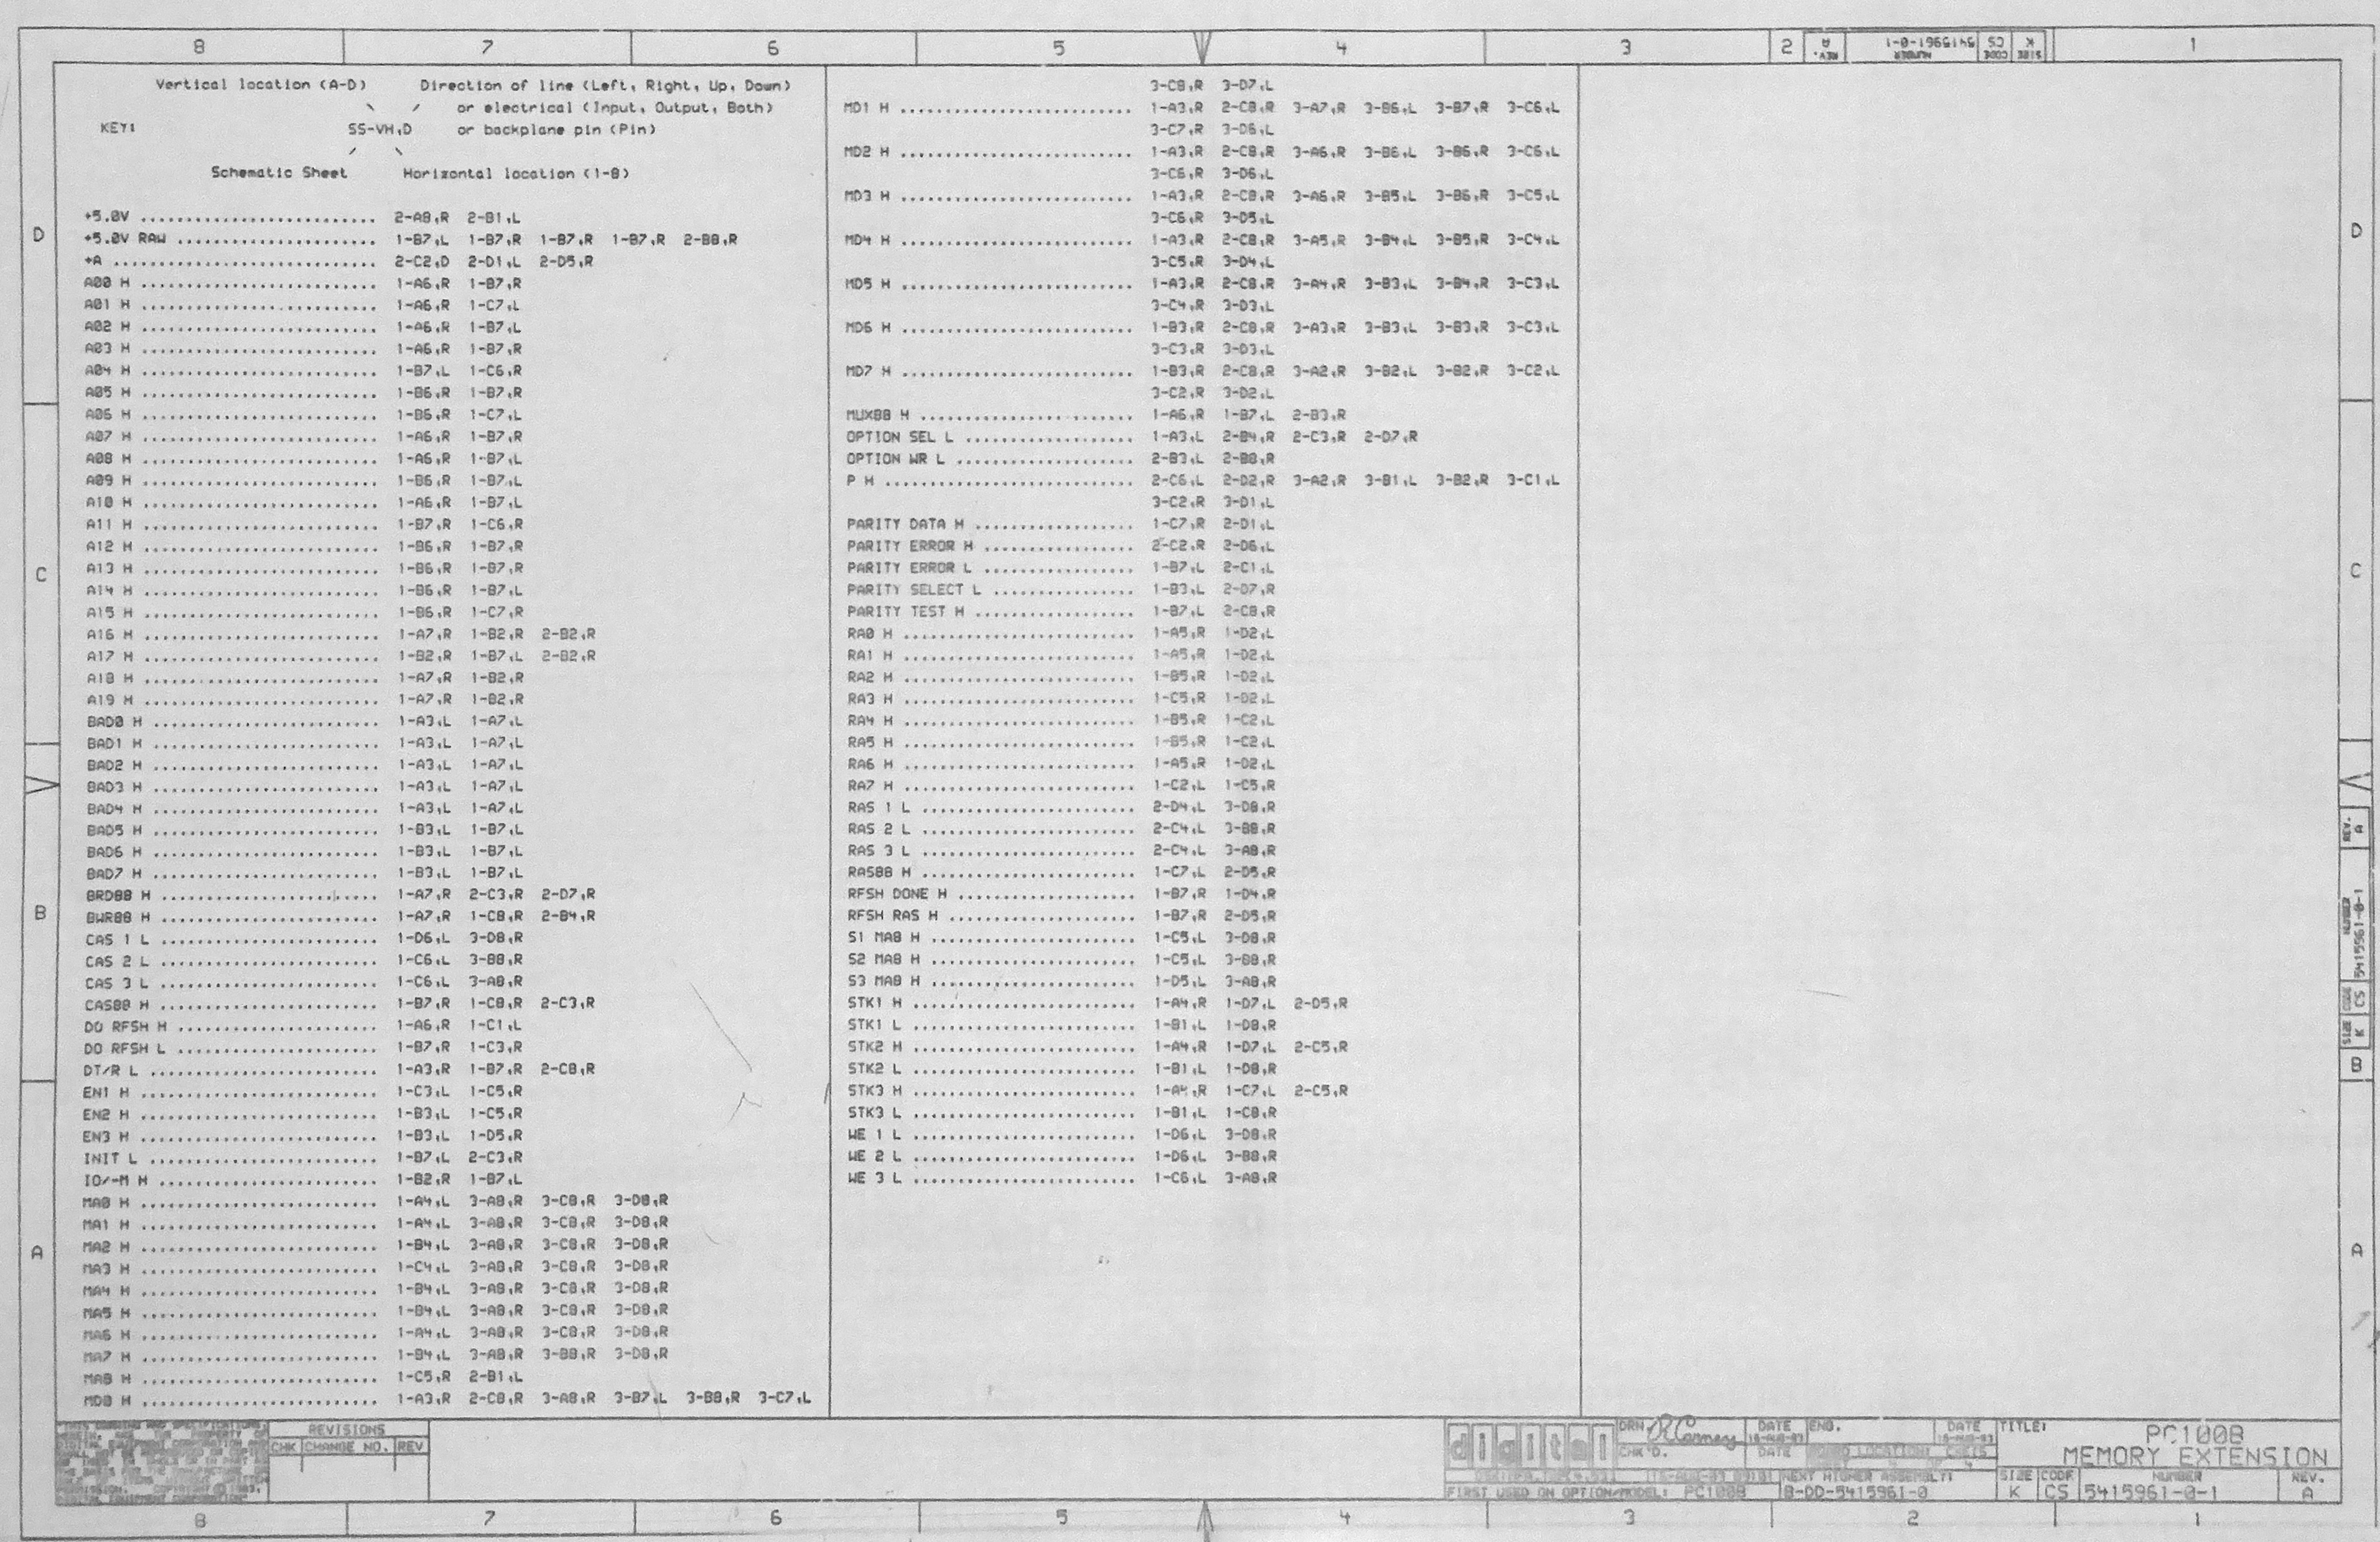 8 7 6 5 4 3 2 1
REV. A NUMBER 5415961-0-1 CODE CS SIZE K
Vertical location (A-D) Direction of line (Left, Right, Up, Down)
or electrical (Input, Output, Both)
KEY: SS-VH,D or backplane pin (Pin)
Schematic Sheet Horizontal location (1-8)
+5.0V ........................ 2-A8,R 2-B1,L
+5.0V RAW ........................ 1-B7,L 1-B7,R 1-B7,R 1-B7,R 2-B8,R
+A ........................ 2-C2,D 2-D1,L 2-D5,R
A00 H ........................ 1-A6,R 1-B7,R
A01 H ........................ 1-A6,R 1-C7,L
A02 H ........................ 1-A6,R 1-B7,L
A03 H ........................ 1-A6,R 1-B7,R
A04 H ........................ 1-B7,L 1-C6,R
A05 H ........................ 1-B6,R 1-B7,R
A06 H ........................ 1-B6,R 1-C7,L
A07 H ........................ 1-A6,R 1-B7,R
A08 H ........................ 1-A6,R 1-B7,L
A09 H ........................ 1-B6,R 1-B7,L
A10 H ........................ 1-A6,R 1-B7,L
A11 H ........................ 1-B7,R 1-C6,R
A12 H ........................ 1-B6,R 1-B7,R
A13 H ........................ 1-B6,R 1-B7,R
A14 H ........................ 1-B6,R 1-B7,L
A15 H ........................ 1-B6,R 1-C7,R
A16 H ........................ 1-A7,R 1-B2,R 2-B2,R
A17 H ........................ 1-B2,R 1-B7,L 2-B2,R
A18 H ........................ 1-A7,R 1-B2,R
A19 H ........................ 1-A7,R 1-B2,R
BAD0 H ........................ 1-A3,L 1-A7,L
BAD1 H ........................ 1-A3,L 1-A7,L
BAD2 H ........................ 1-A3,L 1-A7,L
BAD3 H ........................ 1-A3,L 1-A7,L
BAD4 H ........................ 1-A3,L 1-A7,L
BAD5 H ........................ 1-B3,L 1-B7,L
BAD6 H ........................ 1-B3,L 1-B7,L
BAD7 H ........................ 1-B3,L 1-B7,L
BRD88 H ........................ 1-A7,R 2-C3,R 2-D7,R
BWR88 H ........................ 1-A7,R 1-C8,R 2-B4,R
CAS 1 L ........................ 1-D6,L 3-D8,R
CAS 2 L ........................ 1-C6,L 3-B8,R
CAS 3 L ........................ 1-C6,L 3-A8,R
CAS88 H ........................ 1-B7,R 1-C8,R 2-C3,R
DO RFSH H ........................ 1-A6,R 1-C1,L
DO RFSH L ........................ 1-B7,R 1-C3,R
DT/R L ........................ 1-A3,R 1-B7,R 2-C8,R
EN1 H ........................ 1-C3,L 1-C5,R
EN2 H ........................ 1-B3,L 1-C5,R
EN3 H ........................ 1-B3,L 1-D5,R
INIT L ........................ 1-B7,L 2-C3,R
IO/-M H ........................ 1-B2,R 1-B7,L
MA0 H ........................ 1-A4,L 3-A8,R 3-C8,R 3-D8,R
MA1 H ........................ 1-A4,L 3-A8,R 3-C8,R 3-D8,R
MA2 H ........................ 1-B4,L 3-A8,R 3-C8,R 3-D8,R
MA3 H ........................ 1-C4,L 3-A8,R 3-C8,R 3-D8,R
MA4 H ........................ 1-B4,L 3-A8,R 3-C8,R 3-D8,R
MA5 H ........................ 1-B4,L 3-A8,R 3-C8,R 3-D8,R
MA6 H ........................ 1-A4,L 3-A8,R 3-C8,R 3-D8,R
MA7 H ........................ 1-B4,L 3-A8,R 3-B8,R 3-D8,R
MA8 H ........................ 1-C5,R 2-B1,L
MD0 H ........................ 1-A3,R 2-C8,R 3-A8,R 3-B7,L 3-B8,R 3-C7,L
3-C8,R 3-D7,L
MD1 H ........................ 1-A3,R 2-C8,R 3-A7,R 3-B6,L 3-B7,R 3-C6,L
3-C7,R 3-D6,L
MD2 H ........................ 1-A3,R 2-C8,R 3-A6,R 3-B6,L 3-B6,R 3-C6,L
3-C6,R 3-D6,L
MD3 H ........................ 1-A3,R 2-C8,R 3-A6,R 3-B5,L 3-B6,R 3-C5,L
3-C6,R 3-D5,L
MD4 H ........................ 1-A3,R 2-C8,R 3-A5,R 3-B4,L 3-B5,R 3-C4,L
3-C5,R 3-D4,L
MD5 H ........................ 1-A3,R 2-C8,R 3-A4,R 3-B3,L 3-B4,R 3-C3,L
3-C4,R 3-D3,L
MD6 H ........................ 1-B3,R 2-C8,R 3-A3,R 3-B3,L 3-B3,R 3-C3,L
3-C3,R 3-D3,L
MD7 H ........................ 1-B3,R 2-C8,R 3-A2,R 3-B2,L 3-B2,R 3-C2,L
3-C2,R 3-D2,L
MUX88 H ........................ 1-A6,R 1-B7,L 2-B3,R
OPTION SEL L ........................ 1-A3,L 2-B4,R 2-C3,R 2-D7,R
OPTION WR L ........................ 2-B3,L 2-B8,R
P H ........................ 2-C6,L 2-D2,R 3-A2,R 3-B1,L 3-B2,R 3-C1,L
3-C2,R 3-D1,L
PARITY DATA H ........................ 1-C7,R 2-D1,L
PARITY ERROR H ........................ 2-C2,R 2-D6,L
PARITY ERROR L ........................ 1-B7,L 2-C1,L
PARITY SELECT L ........................ 1-B3,L 2-D7,R
PARITY TEST H ........................ 1-B7,L 2-C8,R
RA0 H ........................ 1-A5,R 1-D2,L
RA1 H ........................ 1-A5,R 1-D2,L
RA2 H ........................ 1-B5,R 1-D2,L
RA3 H ........................ 1-C5,R 1-D2,L
RA4 H ........................ 1-B5,R 1-C2,L
RA5 H ........................ 1-B5,R 1-C2,L
RA6 H ........................ 1-A5,R 1-D2,L
RA7 H ........................ 1-C2,L 1-C5,R
RAS 1 L ........................ 2-D4,L 3-D8,R
RAS 2 L ........................ 2-C4,L 3-B8,R
RAS 3 L ........................ 2-C4,L 3-A8,R
RAS88 H ........................ 1-C7,L 2-D5,R
RFSH DONE H ........................ 1-B7,R 1-D4,R
RFSH RAS H ........................ 1-B7,R 2-D5,R
S1 MA8 H ........................ 1-C5,L 3-D8,R
S2 MA8 H ........................ 1-C5,L 3-B8,R
S3 MA8 H ........................ 1-D5,L 3-A8,R
STK1 H ........................ 1-A4,R 1-D7,L 2-D5,R
STK1 L ........................ 1-B1,L 1-D8,R
STK2 H ........................ 1-A4,R 1-D7,L 2-C5,R
STK2 L ........................ 1-B1,L 1-D8,R
STK3 H ........................ 1-A4,R 1-C7,L 2-C5,R
STK3 L ........................ 1-B1,L 1-C8,R
WE 1 L ........................ 1-D6,L 3-D8,R
WE 2 L ........................ 1-D6,L 3-B8,R
WE 3 L ........................ 1-C6,L 3-A8,R
D D
C C
B B
A A
REV. A
NUMBER 5415961-0-1
SIZE K CODE CS
REVISIONS
CHK CHANGE NO. REV
digital
DRN. DATE ENG. DATE
CHK'D. DATE
NEXT HIGHER ASSEMBLY:
FIRST USED ON OPTION/MODEL: PC100B B-DD-5415961-0
TITLE: PC100B
MEMORY EXTENSION
SIZE CODE NUMBER REV.
K CS 5415961-0-1 A
8 7 6 5 4 3 2 1